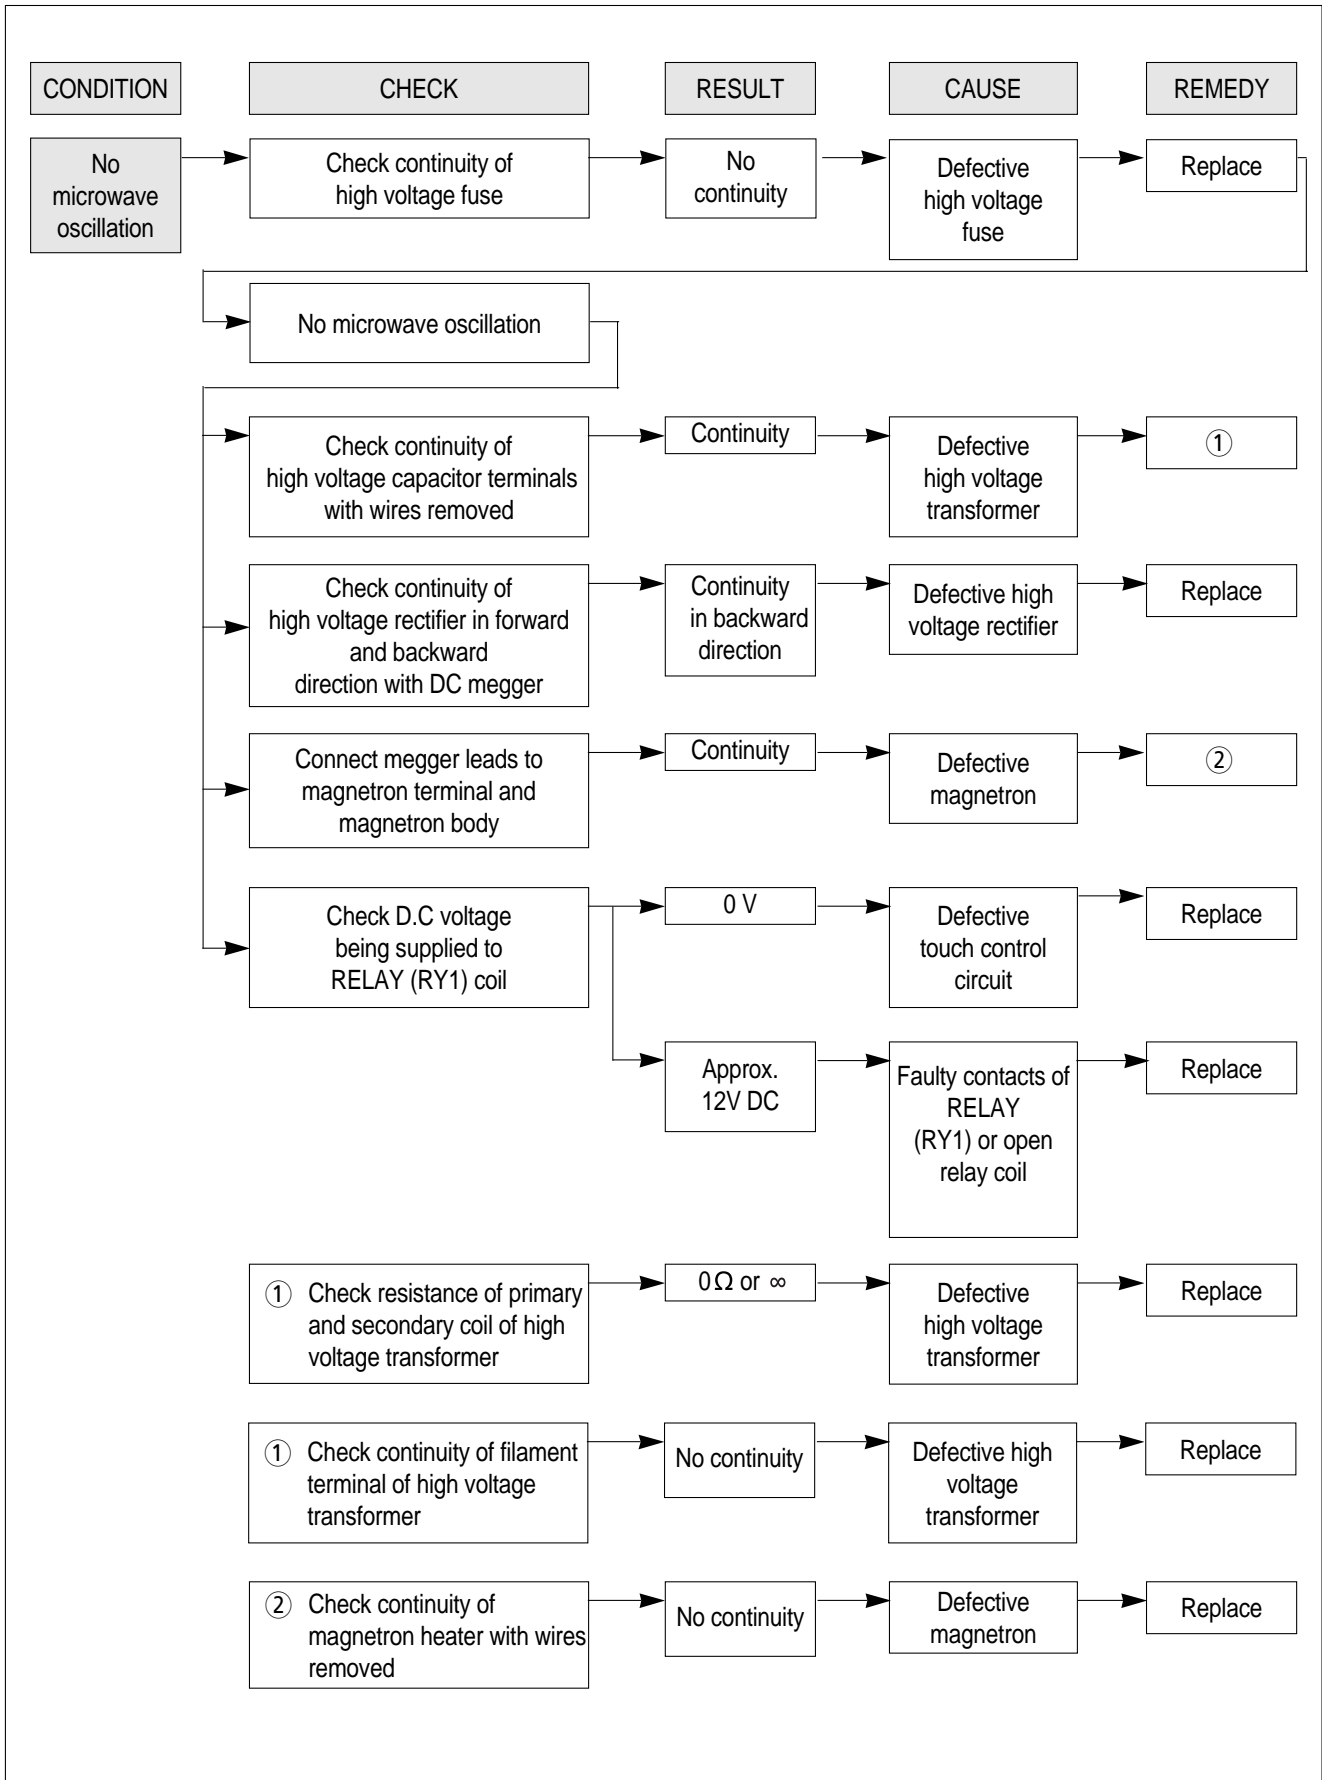 CONDITION
CHECK
RESULT
CAUSE
REMEDY
No
microwave
oscillation
Check continuity of
high voltage fuse
No
continuity
Defective
high voltage
fuse
Replace
No microwave oscillation
Check continuity of
high voltage capacitor terminals
with wires removed
Continuity
Defective
high voltage
transformer
①
Check continuity of
high voltage rectifier in forward
and backward
direction with DC megger
Continuity
in backward
direction
Defective high
voltage rectifier
Replace
Connect megger leads to
magnetron terminal and
magnetron body
Continuity
Defective
magnetron
②
Check D.C voltage
being supplied to
RELAY (RY1) coil
0 V
Defective
touch control
circuit
Replace
Approx.
12V DC
Faulty contacts of
RELAY
(RY1) or open
relay coil
Replace
① Check resistance of primary
and secondary coil of high
voltage transformer
0Ω or ∞
Defective
high voltage
transformer
Replace
① Check continuity of filament
terminal of high voltage
transformer
No continuity
Defective high
voltage
transformer
Replace
② Check continuity of
magnetron heater with wires
removed
No continuity
Defective
magnetron
Replace